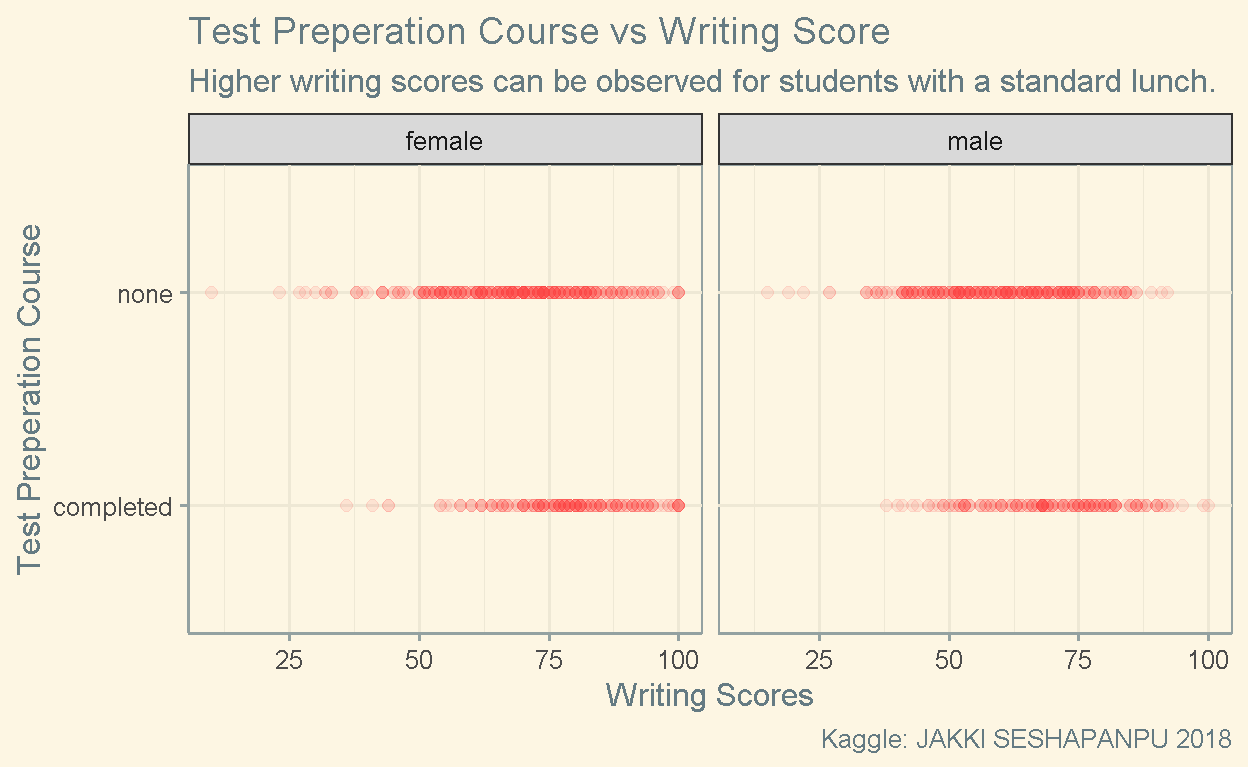 Test Preperation Course vs Writing Score
Higher writing scores can be observed for students with a standard lunch.
female
male
Test Preperation Course
none
completed
25
50
75
100
25
50
75
100
Writing Scores
Kaggle: JAKKI SESHAPANPU 2018